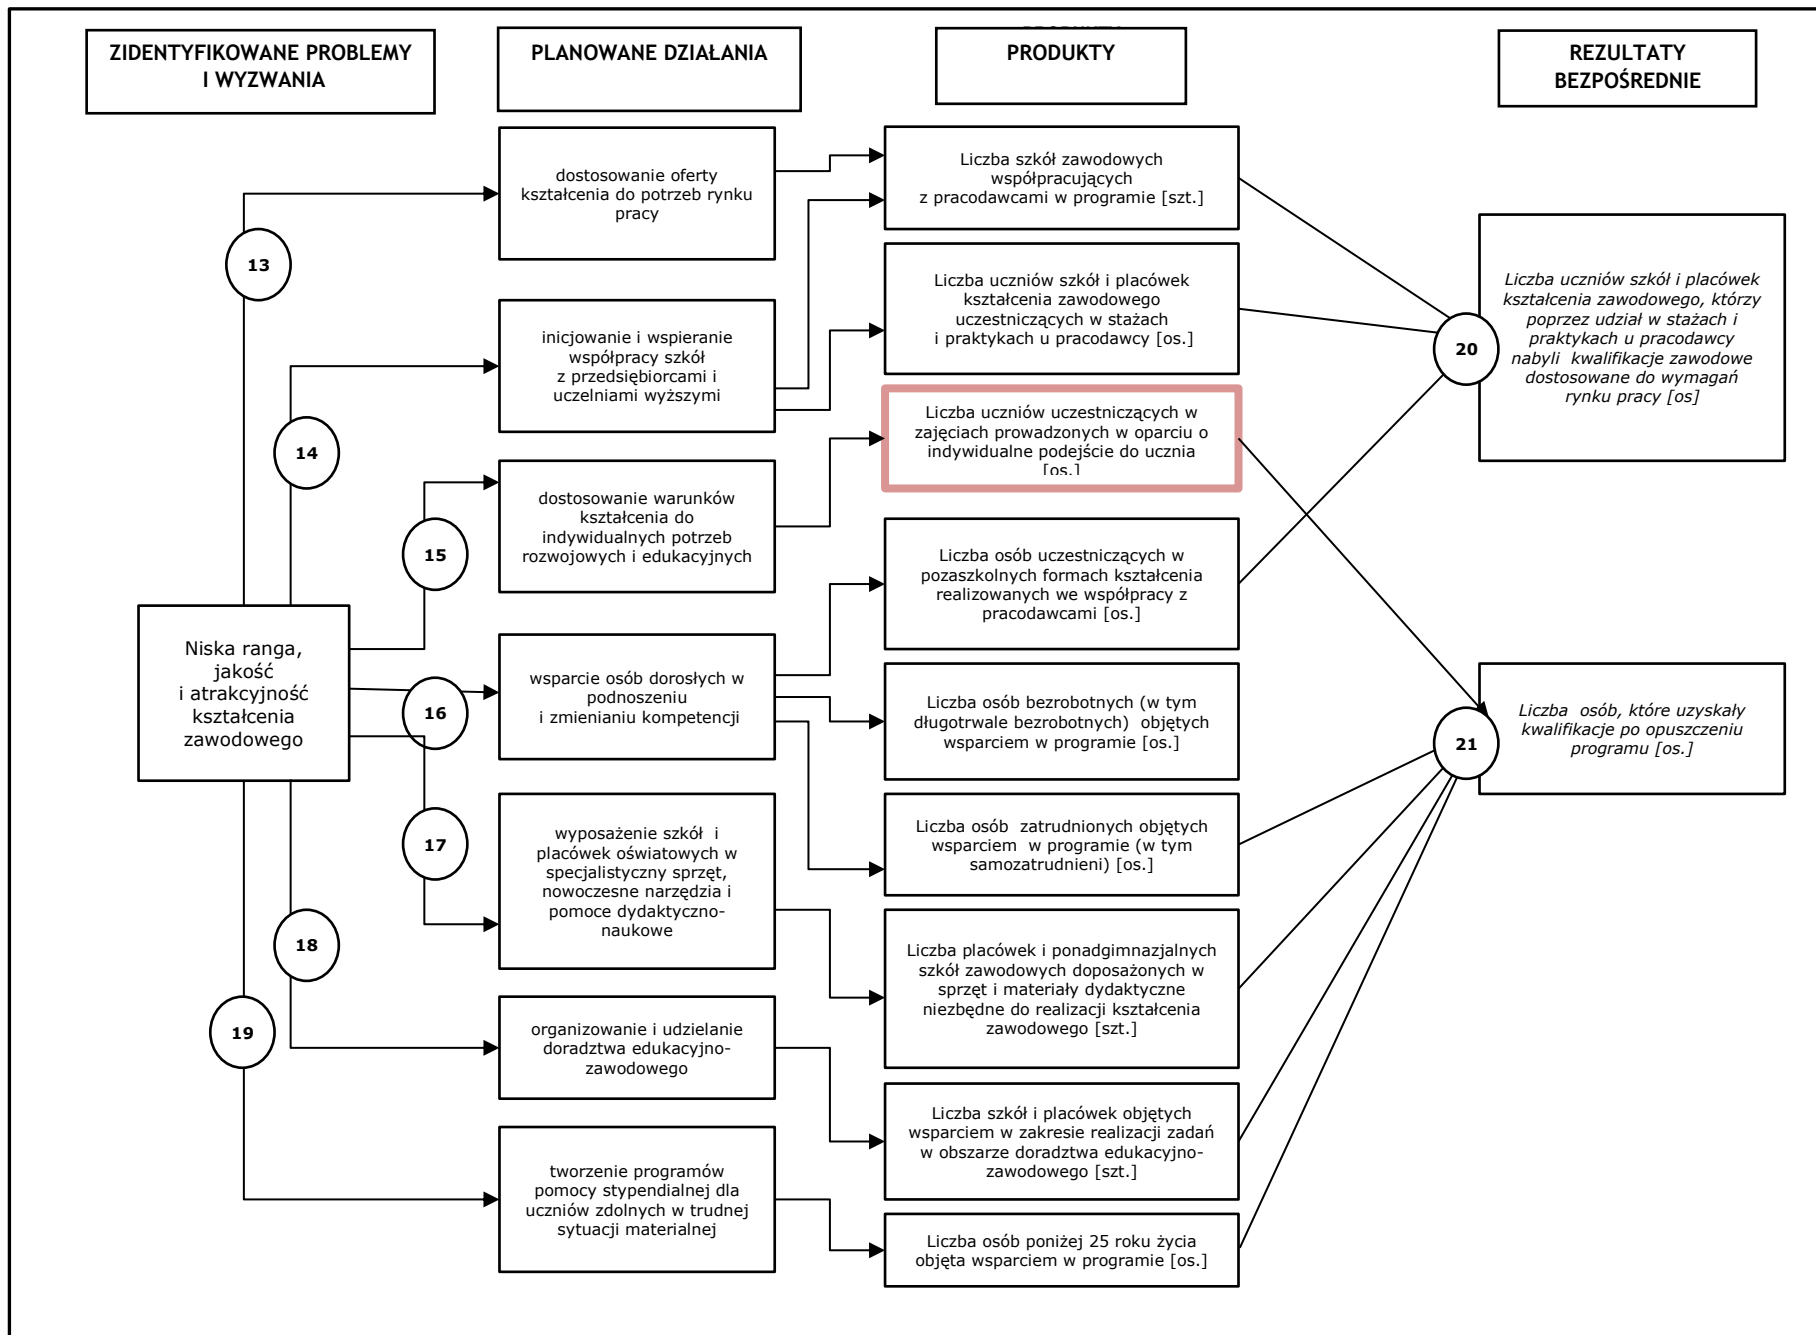 ZIDENTYFIKOWANE PROBLEMY
I WYZWANIA
PLANOWANE DZIAŁANIA
PRODUKTY
REZULTATY
BEZPOŚREDNIE
Niska ranga,
jakość
i atrakcyjność
kształcenia
zawodowego
13
14
15
16
17
18
19
dostosowanie oferty
kształcenia do potrzeb rynku
pracy
inicjowanie i wspieranie
współpracy szkół
z przedsiębiorcami i
uczelniami wyższymi
dostosowanie warunków
kształcenia do
indywidualnych potrzeb
rozwojowych i edukacyjnych
wsparcie osób dorosłych w
podnoszeniu
i zmienianiu kompetencji
wyposażenie szkół i
placówek oświatowych w
specjalistyczny sprzęt,
nowoczesne narzędzia i
pomoce dydaktyczno-
naukowe
organizowanie i udzielanie
doradztwa edukacyjno-
zawodowego
tworzenie programów
pomocy stypendialnej dla
uczniów zdolnych w trudnej
sytuacji materialnej
Liczba szkół zawodowych
współpracujących
z pracodawcami w programie [szt.]
Liczba uczniów szkół i placówek
kształcenia zawodowego
uczestniczących w stażach
i praktykach u pracodawcy [os.]
Liczba uczniów uczestniczących w
zajęciach prowadzonych w oparciu o
indywidualne podejście do ucznia
[os.]
Liczba osób uczestniczących w
pozaszkolnych formach kształcenia
realizowanych we współpracy z
pracodawcami [os.]
Liczba osób bezrobotnych (w tym
długotrwale bezrobotnych) objętych
wsparciem w programie [os.]
Liczba osób zatrudnionych objętych
wsparciem w programie (w tym
samozatrudnieni) [os.]
Liczba placówek i ponadgimnazjalnych
szkół zawodowych doposażonych w
sprzęt i materiały dydaktyczne
niezbędne do realizacji kształcenia
zawodowego [szt.]
Liczba szkół i placówek objętych
wsparciem w zakresie realizacji zadań
w obszarze doradztwa edukacyjno-
zawodowego [szt.]
Liczba osób poniżej 25 roku życia
objęta wsparciem w programie [os.]
20
21
Liczba uczniów szkół i placówek
kształcenia zawodowego, którzy
poprzez udział w stażach i
praktykach u pracodawcy
nabyli kwalifikacje zawodowe
dostosowane do wymagań
rynku pracy [os]
Liczba osób, które uzyskały
kwalifikacje po opuszczeniu
programu [os.]